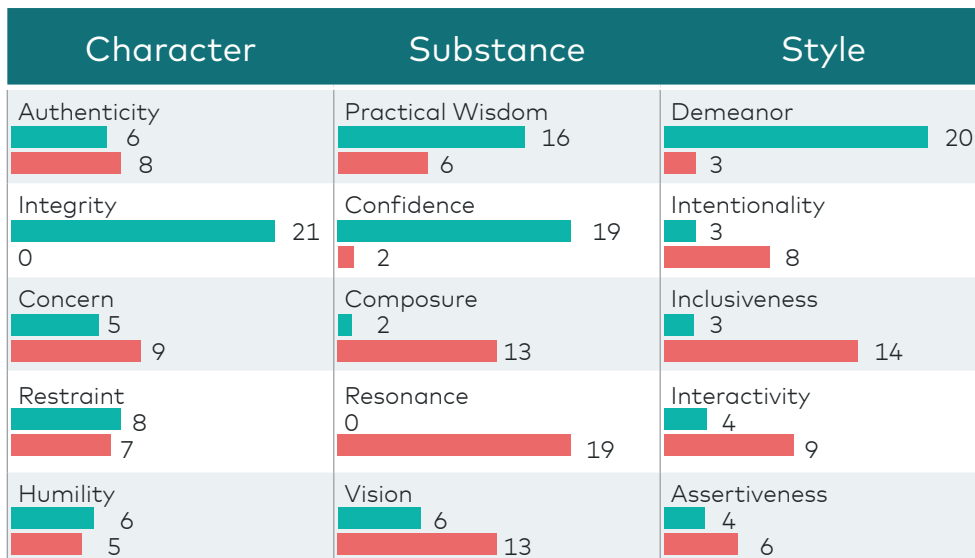 Character
Substance
Style
Authenticity
6
8
Practical Wisdom
16
6
Demeanor
20
3
Integrity
21
0
Confidence
19
2
Intentionality
3
8
Concern
5
9
Composure
2
13
Inclusiveness
3
14
Restraint
8
7
Resonance
0
19
Interactivity
4
9
Humility
6
5
Vision
6
13
Assertiveness
4
6